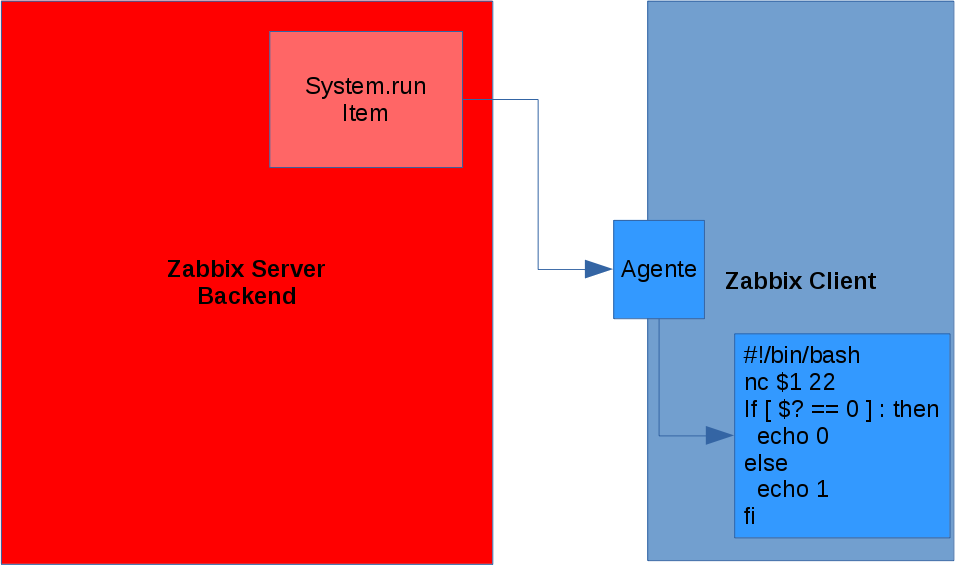 System.run
Item
Zabbix Server
Backend
Agente
Zabbix Client
#!/bin/bash
nc $1 22
If [ $? == 0 ] : then
  echo 0
else
  echo 1
fi